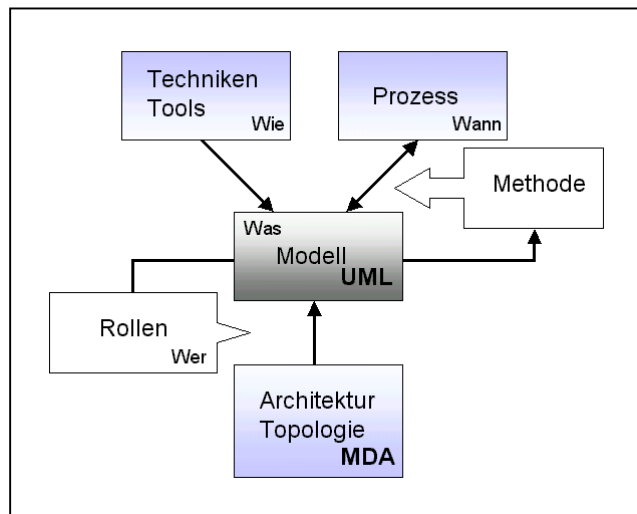 Techniken
Tools
Wie
Prozess
Wann
Methode
Was
Modell
UML
Rollen
Wer
Architektur
Topologie
MDA